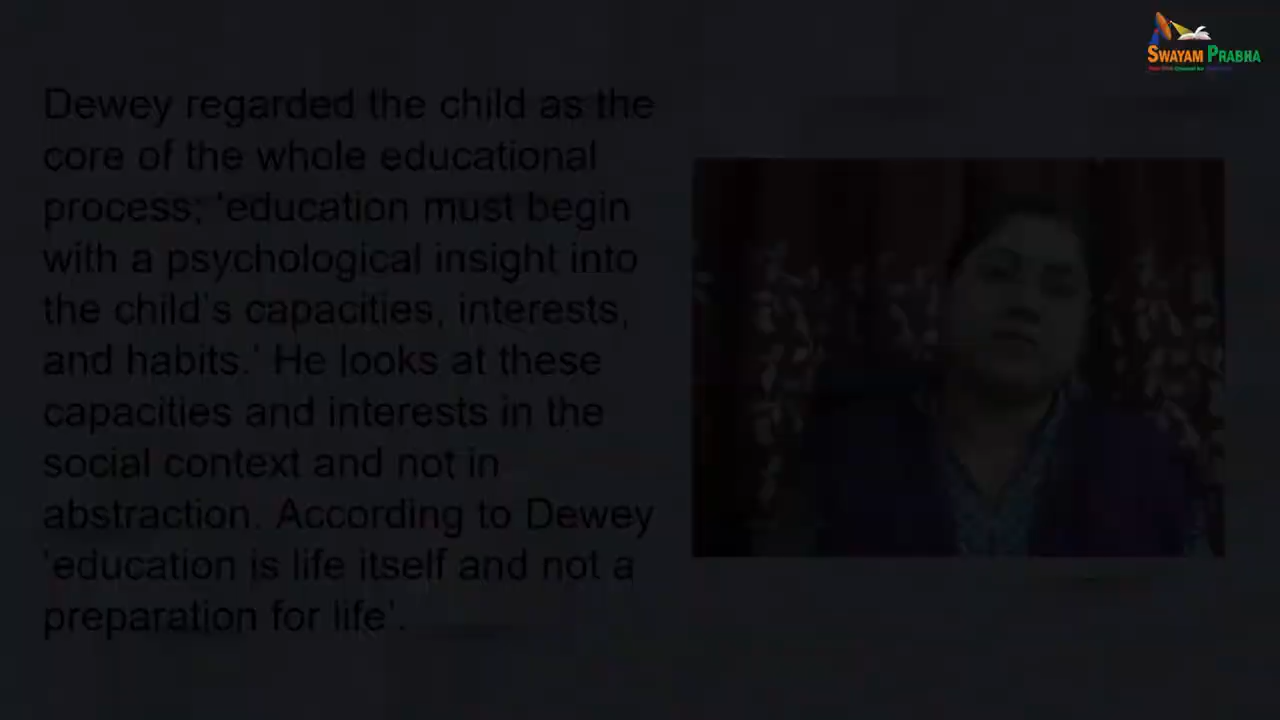 SWAYAM PRABHA
Dewey regarded the child as the
core of the whole educational
process; 'education must begin
with a psychological insight into
the child's capacities, interests,
and habits.' He looks at these
capacities and interests in the
social context and not in
abstraction. According to Dewey
'education is life itself and not a
preparation for life'.